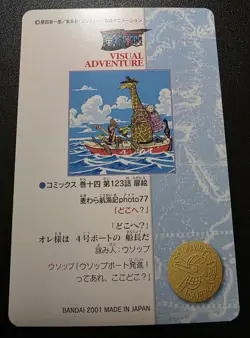 ©尾田栄一郎/集英社・フジテレビ・東映アニメーション
VISUAL
ADVENTURE
●コミックス 巻十四 第123話 扉絵
麦わら航海記photo77
「どこへ？」
「どこへ？」
オレ様は 4号ボートの 船長だ
読み人：ウソップ
ウソップ「ウソップボート発進！
ってあれ、ここどこ？」
BANDAI 2001 MADE IN JAPAN